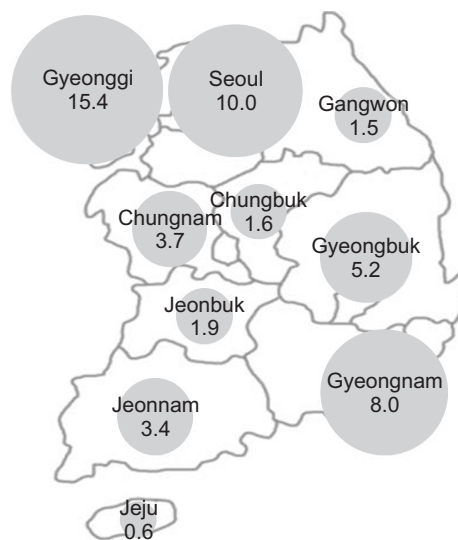 Gyeonggi
15.4
Seoul
10.0
Gangwon
1.5
Chungbuk
1.6
Chungnam
3.7
Gyeongbuk
5.2
Jeonbuk
1.9
Gyeongnam
8.0
Jeonnam
3.4
Jeju
0.6